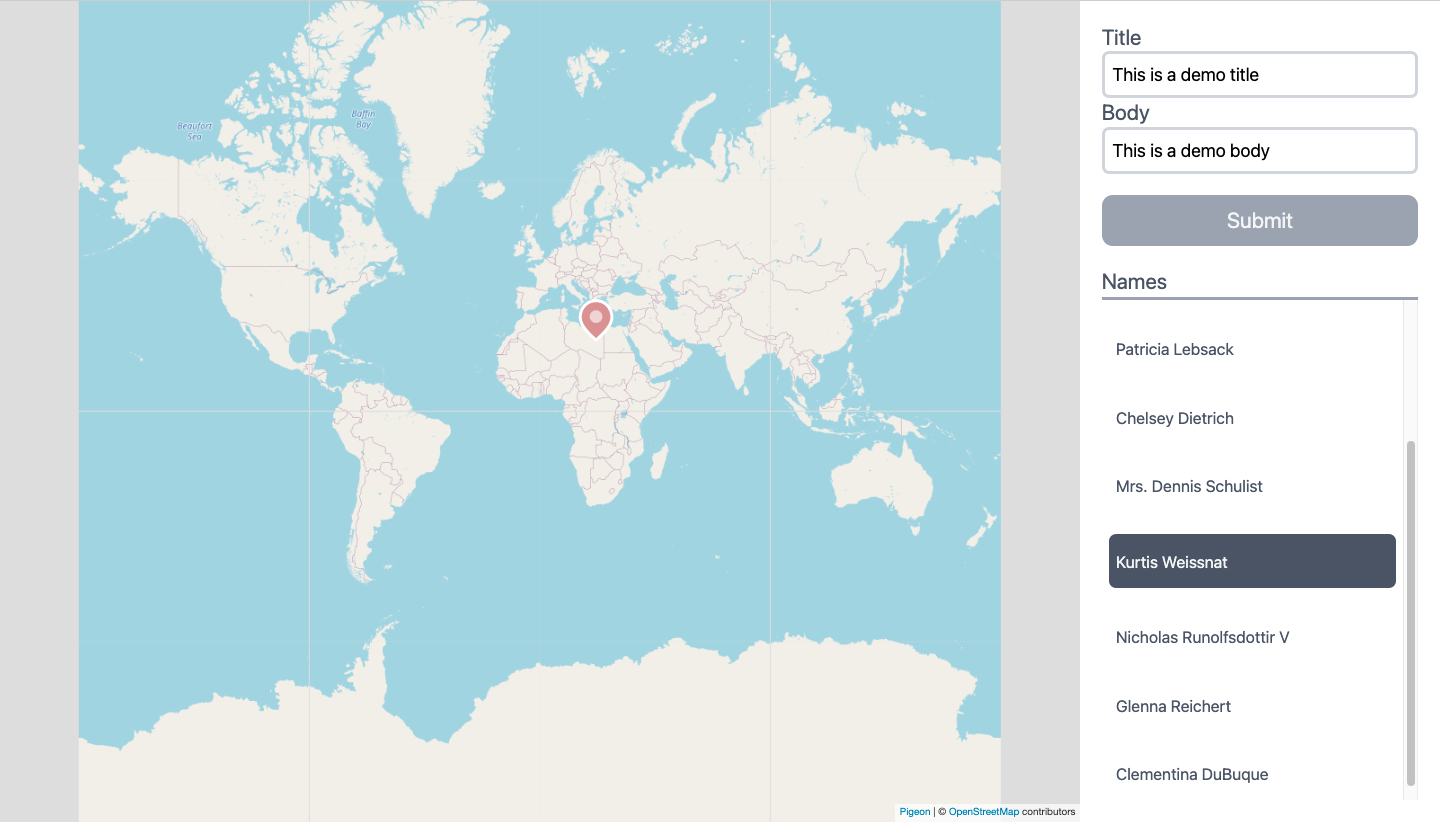 Beaufort
Sea
Baffin
Bay
Pigeon | © OpenStreetMap contributors
Title
This is a demo title
Body
This is a demo body
Submit
Names
Patricia Lebsack
Chelsey Dietrich
Mrs. Dennis Schulist
Kurtis Weissnat
Nicholas Runolfsdottir V
Glenna Reichert
Clementina DuBuque